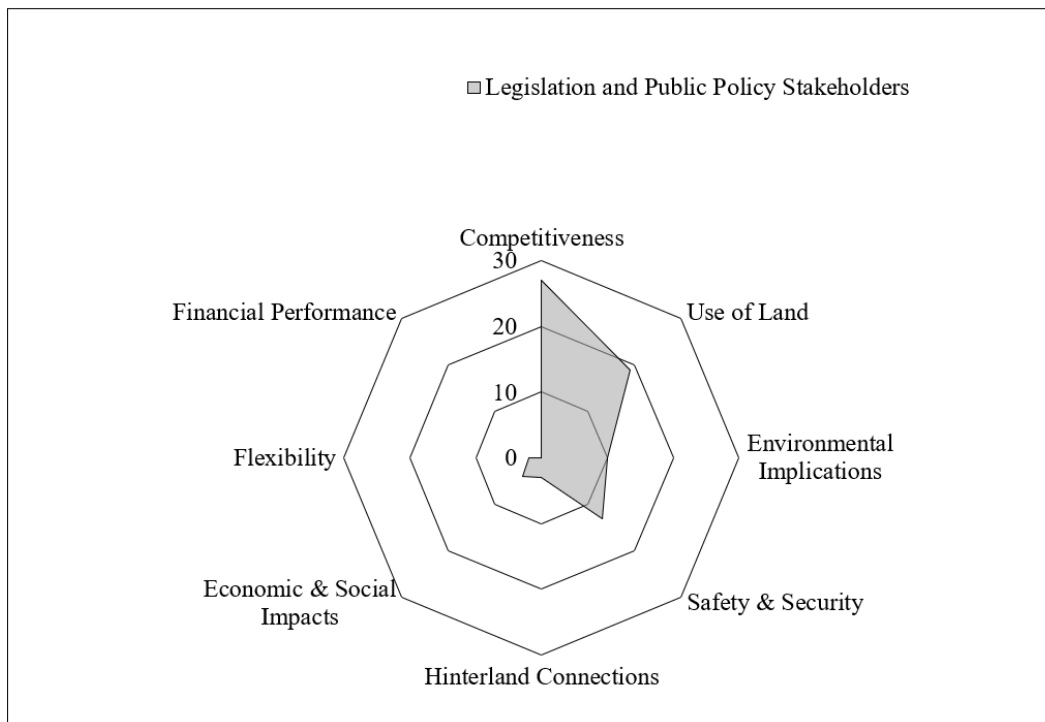 Legislation and Public Policy Stakeholders
Competitiveness
30
Financial Performance
Use of Land
20
10
Flexibility
0
Environmental
Implications
Economic & Social
Impacts
Safety & Security
Hinterland Connections